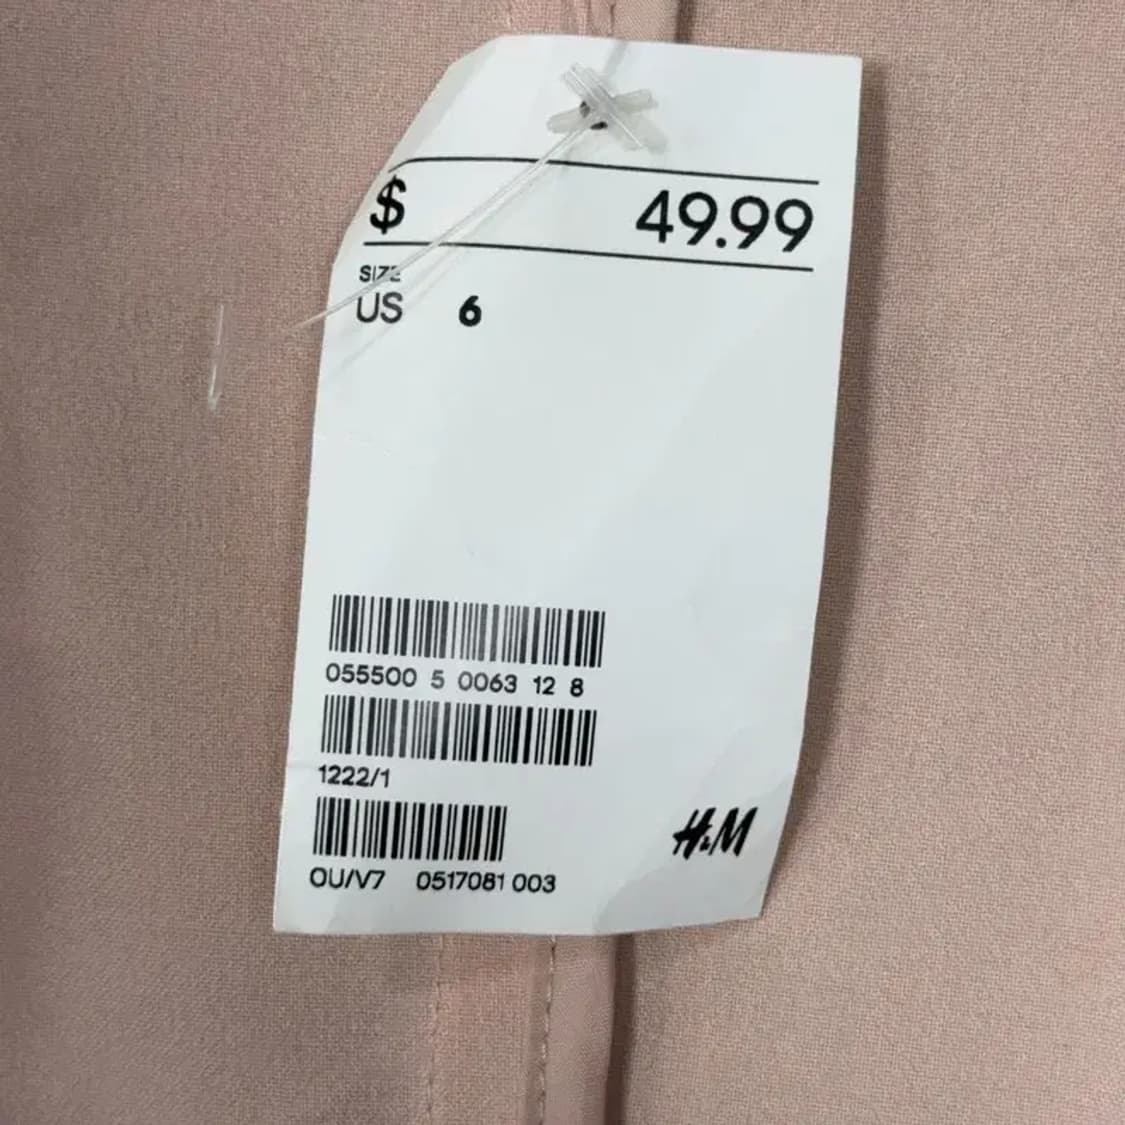 $ 49.99
SIZE
US 6
055500 5 0063 12 8
1222/1
H&M
OU/V7 0517081 003